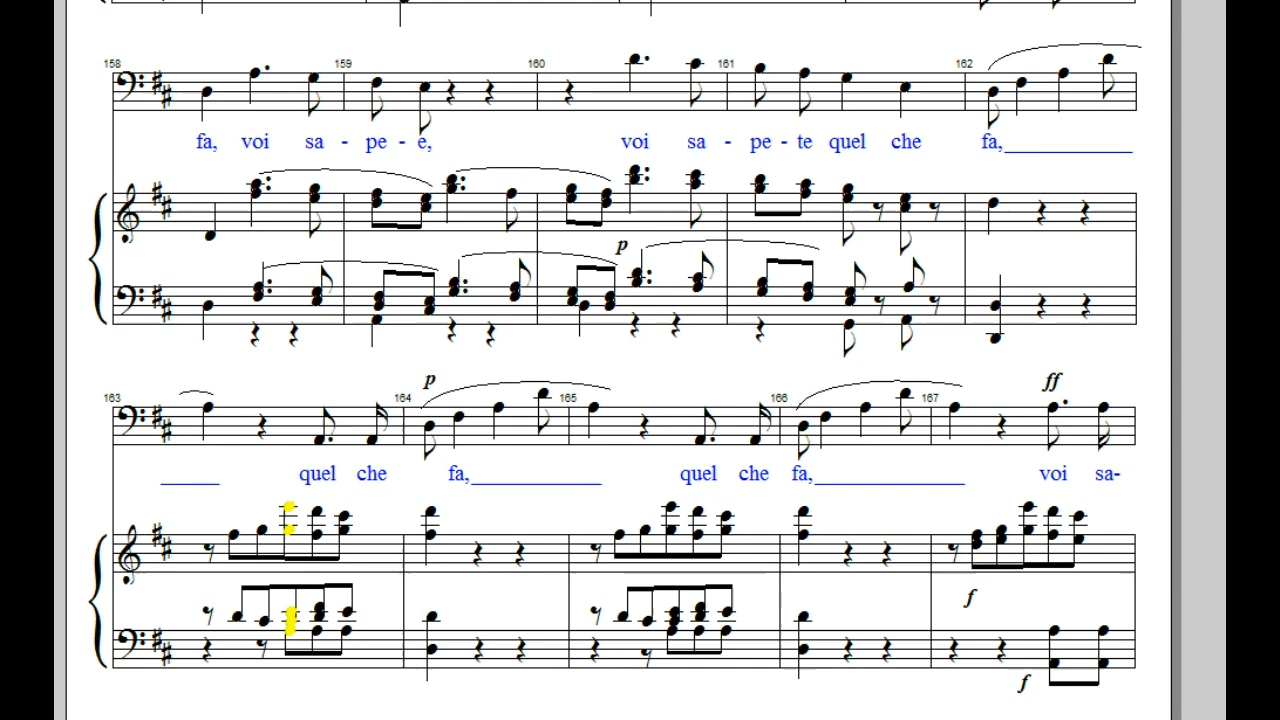 158 159 160 161 162
fa, voi sa - pe - e, voi sa - pe - te quel che fa,
p
p ff
163 164 165 166 167
quel che fa, quel che fa, voi sa-
f
f